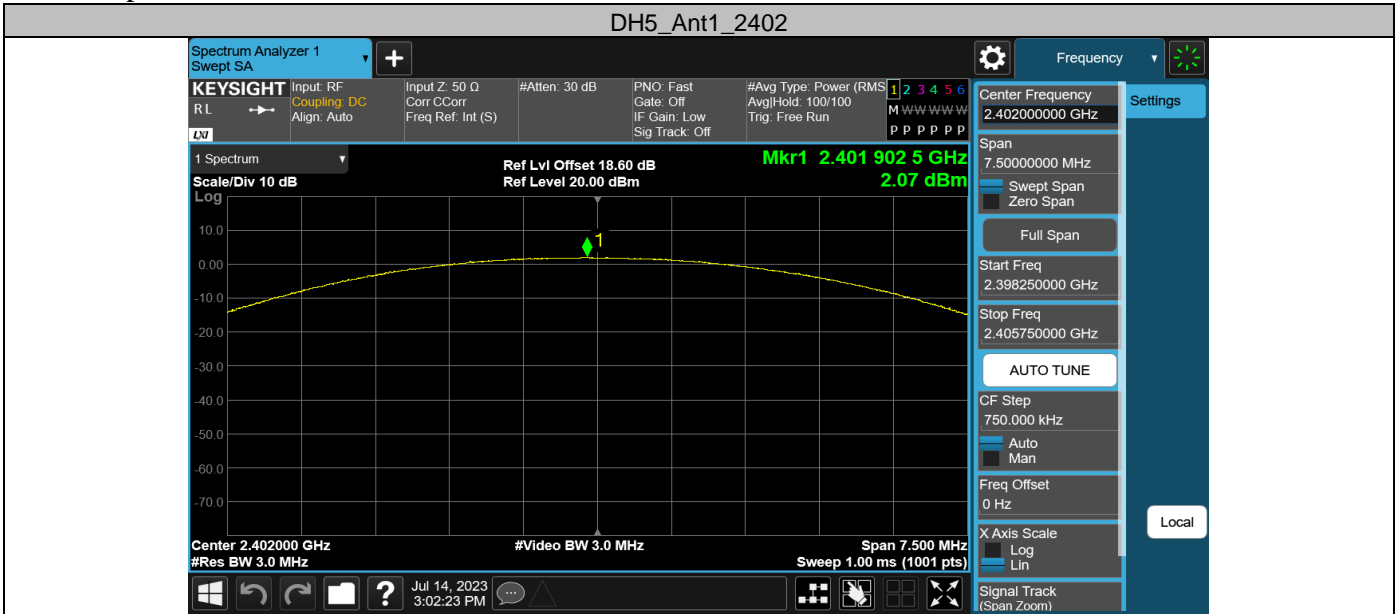 DH5_Ant1_2402
Spectrum Analyzer 1
Swept SA
Frequency
KEYSIGHT
RL
LXI
Input: RF
Coupling: DC
Align: Auto
Input Z: 50 Ω
Corr CCorr
Freq Ref: Int (S)
#Atten: 30 dB
PNO: Fast
Gate: Off
IF Gain: Low
Sig Track: Off
#Avg Type: Power (RMS
Avg|Hold: 100/100
Trig: Free Run
1 2 3 4 5 6
M W W W W W
P P P P P P
1 Spectrum
Scale/Div 10 dB
Log
Ref Lvl Offset 18.60 dB
Ref Level 20.00 dBm
Mkr1 2.401 902 5 GHz
2.07 dBm
1
10.0
0.00
-10.0
-20.0
-30.0
-40.0
-50.0
-60.0
-70.0
Center 2.402000 GHz
#Res BW 3.0 MHz
#Video BW 3.0 MHz
Span 7.500 MHz
Sweep 1.00 ms (1001 pts)
Center Frequency
2.402000000 GHz
Span
7.50000000 MHz
Swept Span
Zero Span
Full Span
Start Freq
2.398250000 GHz
Stop Freq
2.405750000 GHz
AUTO TUNE
CF Step
750.000 kHz
Auto
Man
Freq Offset
0 Hz
X Axis Scale
Log
Lin
Signal Track
(Span Zoom)
Settings
Local
?
Jul 14, 2023
3:02:23 PM